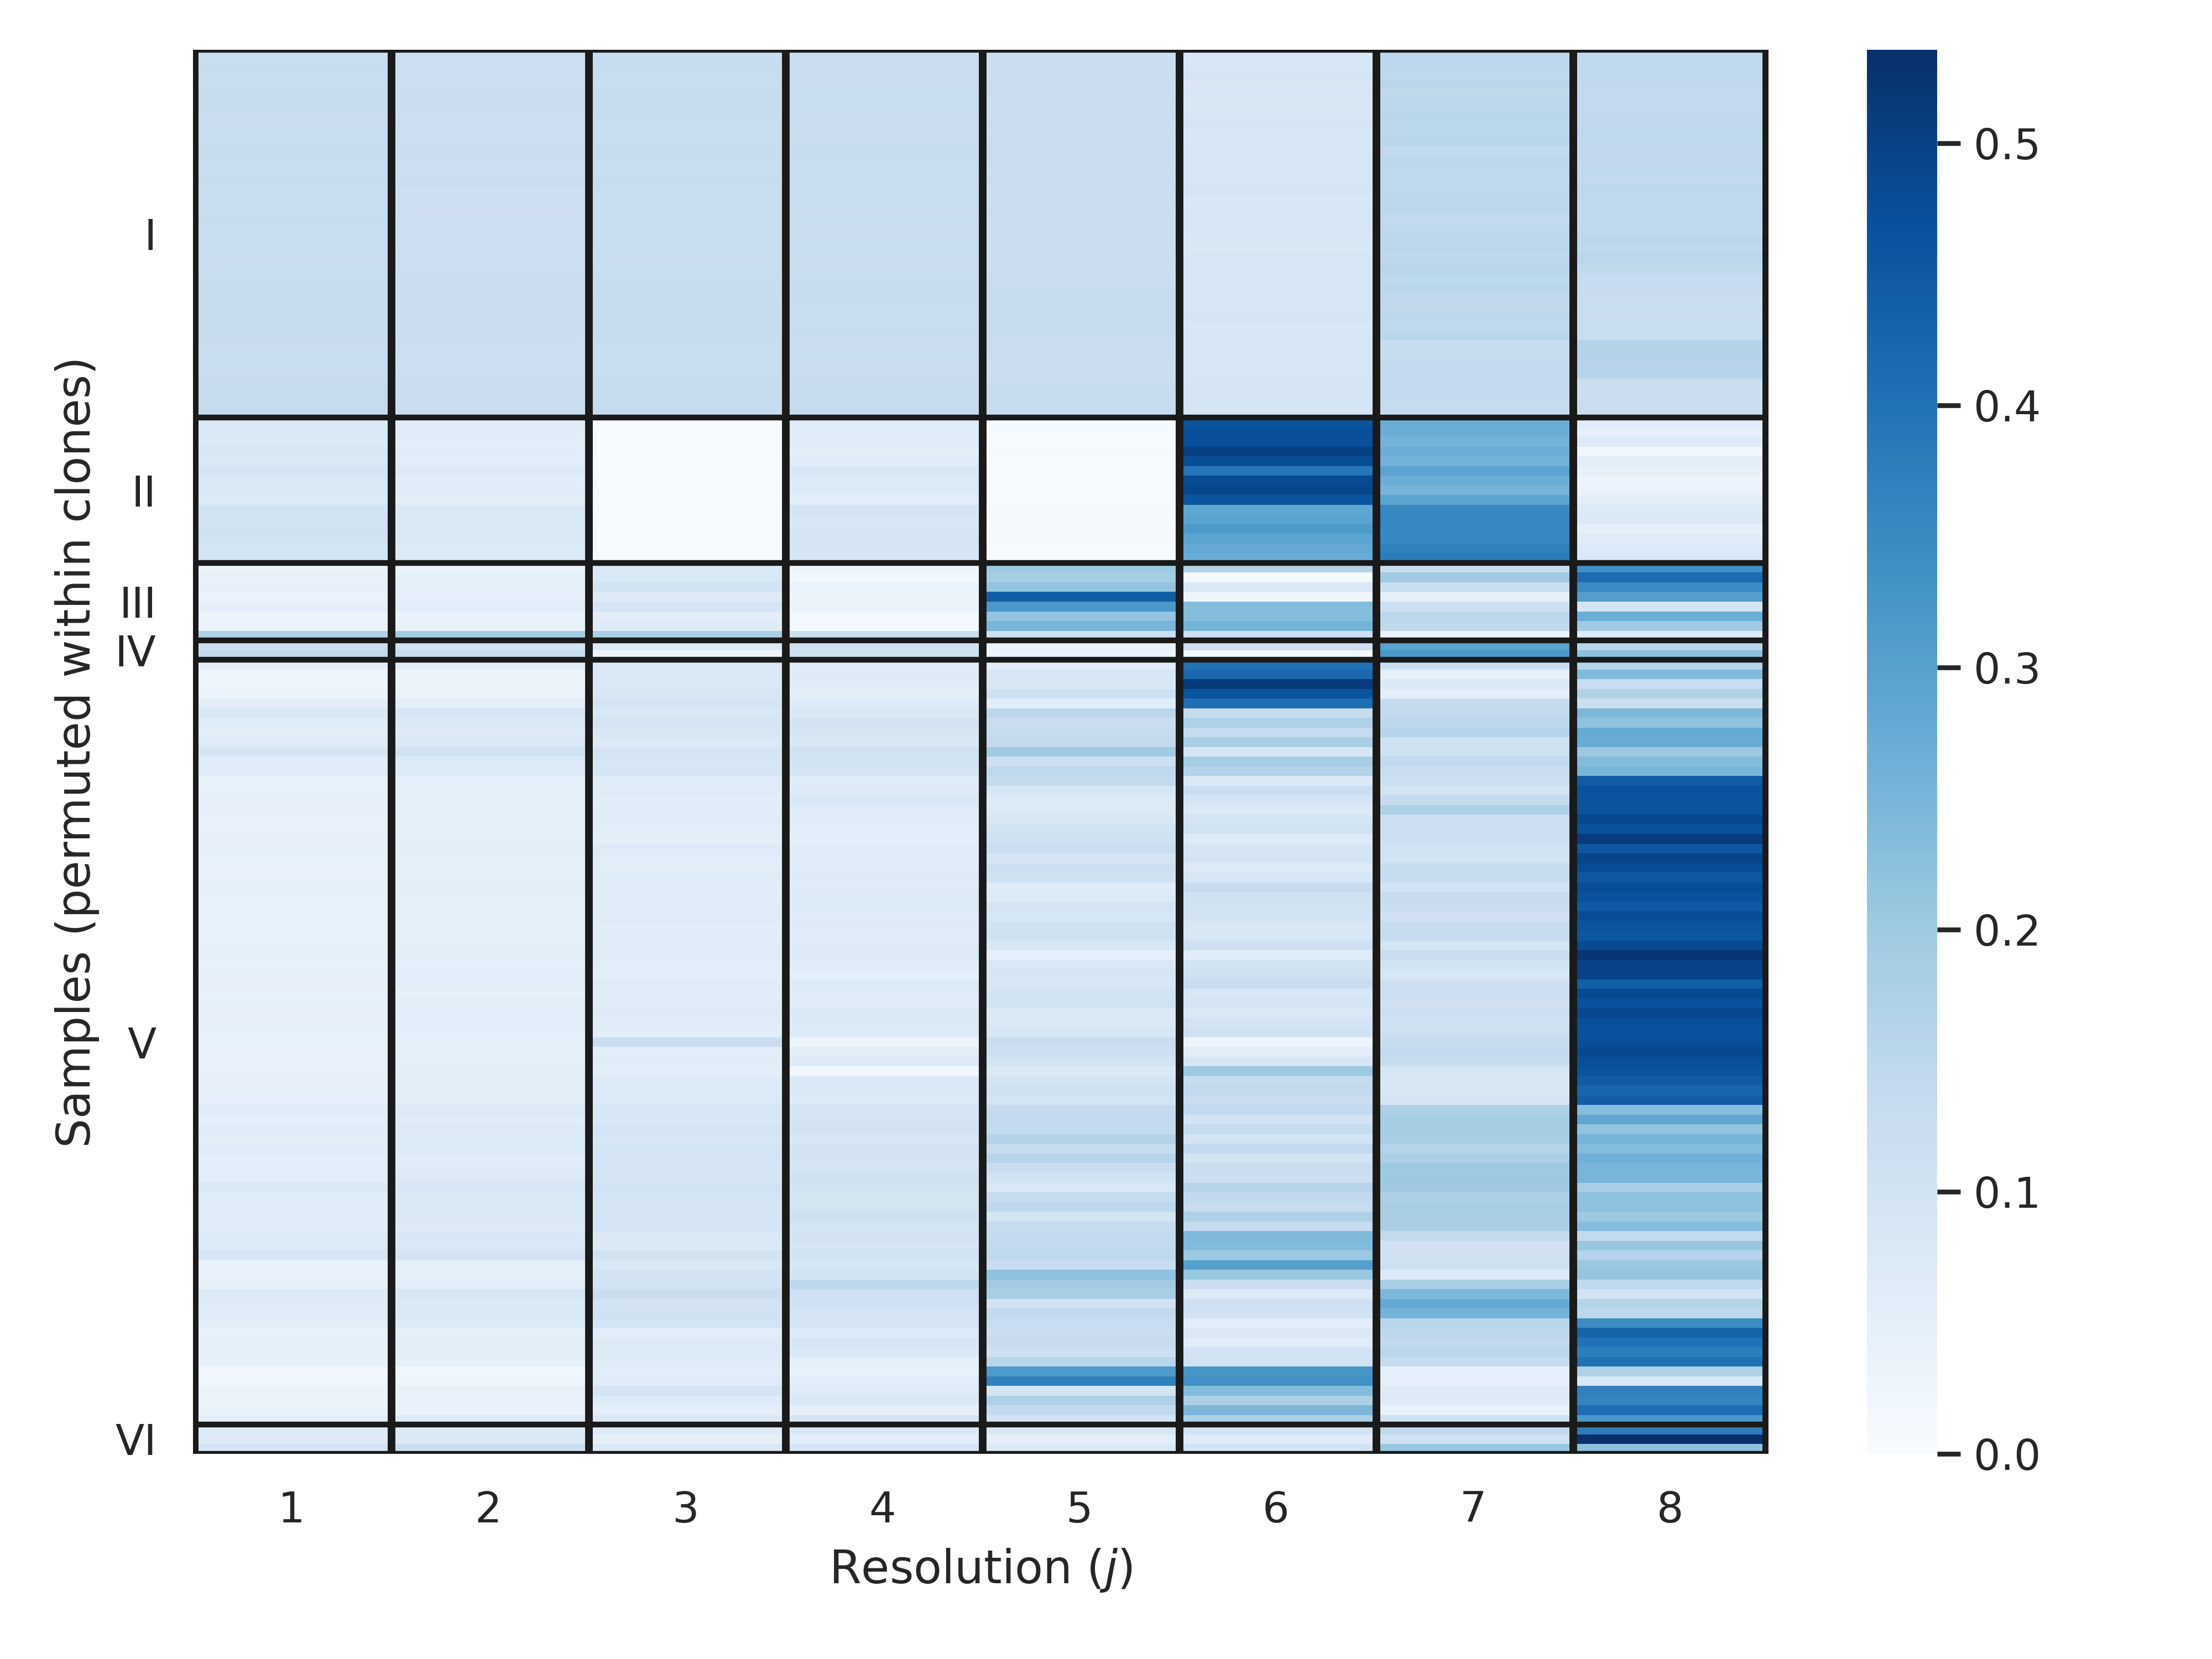 Samples (permuted within clones)
I
II
III
IV
V
VI
1 2 3 4 5 6 7 8
Resolution (j)
0.5
0.4
0.3
0.2
0.1
0.0